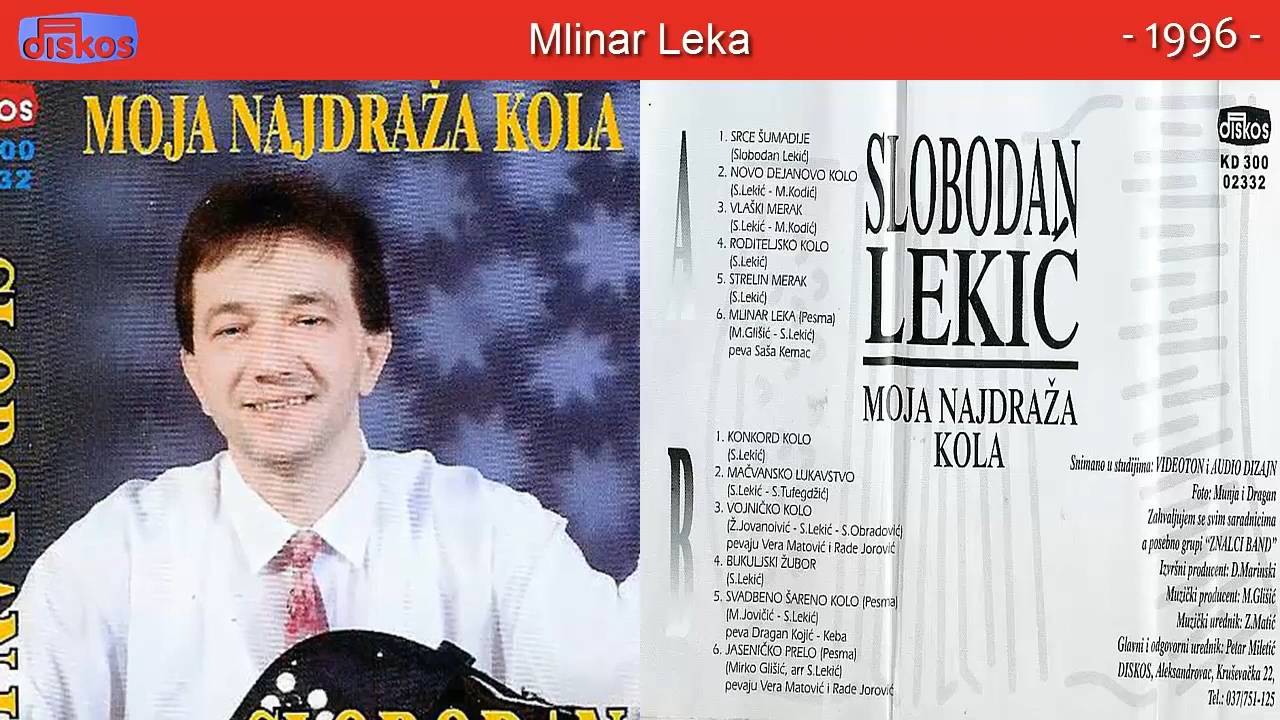 diskos
Mlinar Leka
- 1996 -
OS
00
32
MOJA NAJDRAŽA KOLA
SLOBODAN
SLOBODAN
A
1. SRCE ŠUMADIJE
(Slobodan Lekić)
2. NOVO DEJANOVO KOLO
(S.Lekić - M.Kodić)
3. VLAŠKI MERAK
(S.Lekić - M.Kodić)
4. RODITELJSKO KOLO
(S.Lekić)
5. STRELIN MERAK
(S.Lekić)
6. MLINAR LEKA (Pesma)
(M.Glišić - S.Lekić)
peva Saša Kemac
B
1. KONKORD KOLO
(S.Lekić)
2. MAČVANSKO LUKAVSTVO
(S.Lekić - S.Tufegdžić)
3. VOJNIČKO KOLO
(Ž.Jovanoivić - S.Lekić - S.Obradović)
pevaju Vera Matović i Rade Jorović
4. BUKULJSKI ŽUBOR
(S.Lekić)
5. SVADBENO ŠARENO KOLO (Pesma)
(M.Jovičić - S.Lekić)
peva Dragan Kojić - Keba
6. JASENIČKO PRELO (Pesma)
(Mirko Glišić, arr S.Lekić)
pevaju Vera Matović i Rade Jorović
SLOBODAN
LEKIĆ
MOJA NAJDRAŽA
KOLA
diskos
KD 300
02332
Snimano u studijima: VIDEOTON i AUDIO DIZAJN
Foto: Munja i Dragan
Zahvaljujem se svim saradnicima
a posebno grupi "ZNALCI BAND"
Izvršni producent: D.Marinski
Muzički producent: M.Glišić
Muzički urednik: Z.Matić
Glavni i odgogorni urednik: Petar Miletić
DISKOS, Aleksandrovac, Kruševačka 22,
Tel.: 037/751-125